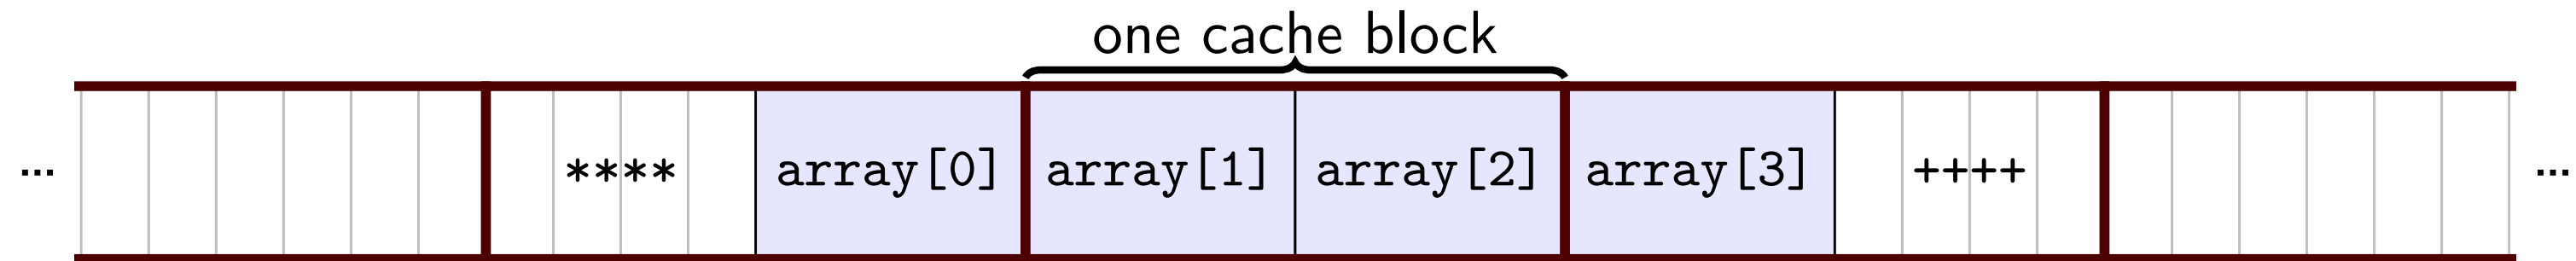 one cache block
... **** array[0] array[1] array[2] array[3] ++++ ...